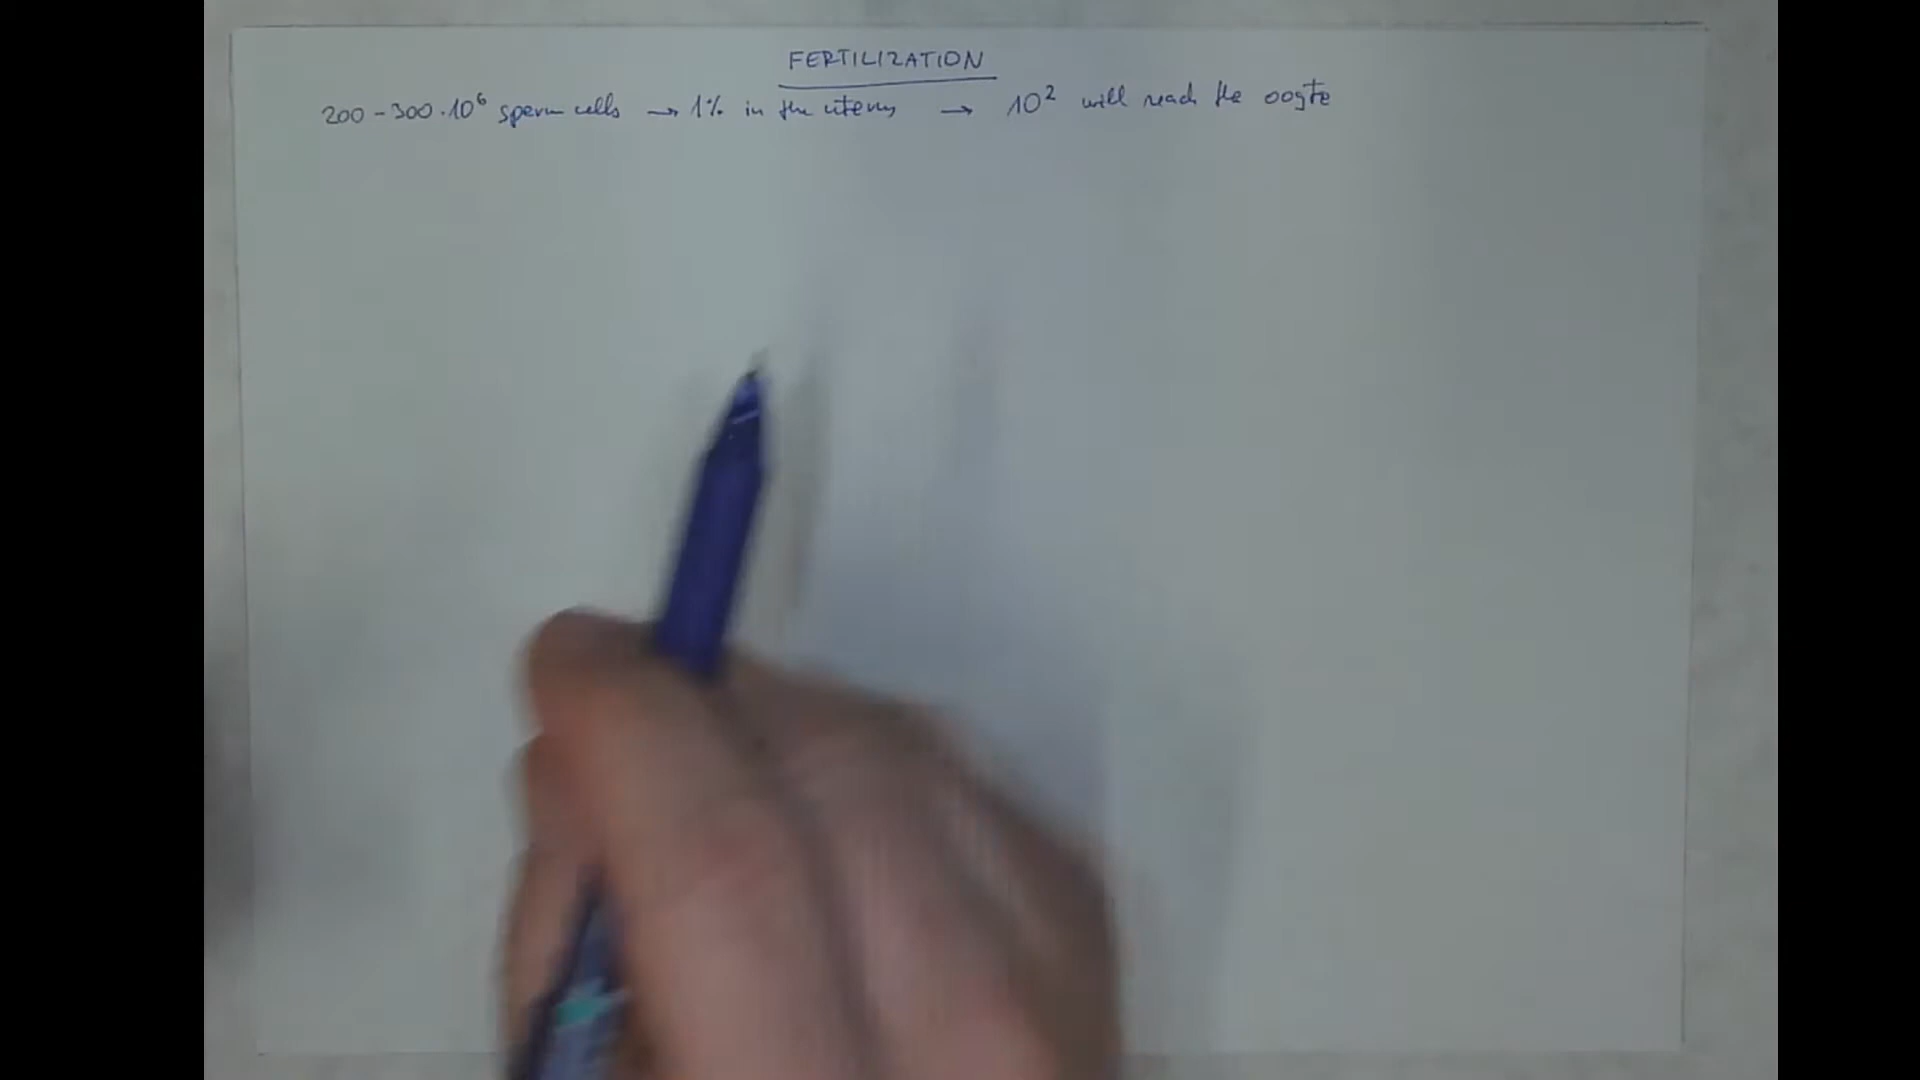 FERTILIZATION
200-300·10⁶ sperm cells → 1% in the uterus → 10² will reach the oocyte